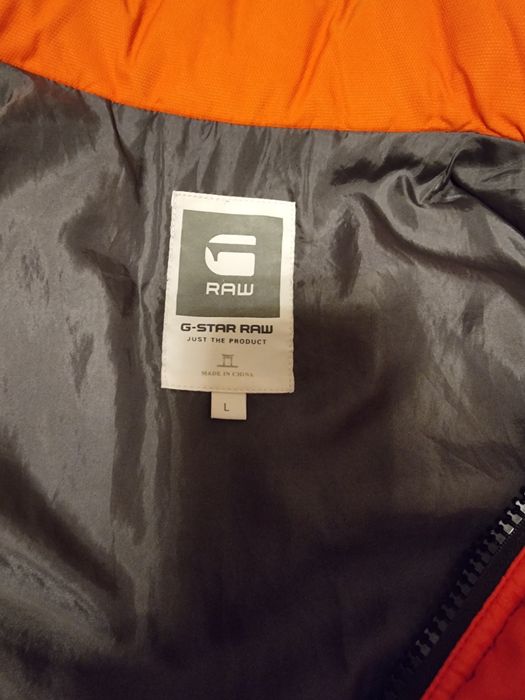 RAW
G-STAR RAW
JUST THE PRODUCT
MADE IN CHINA
L